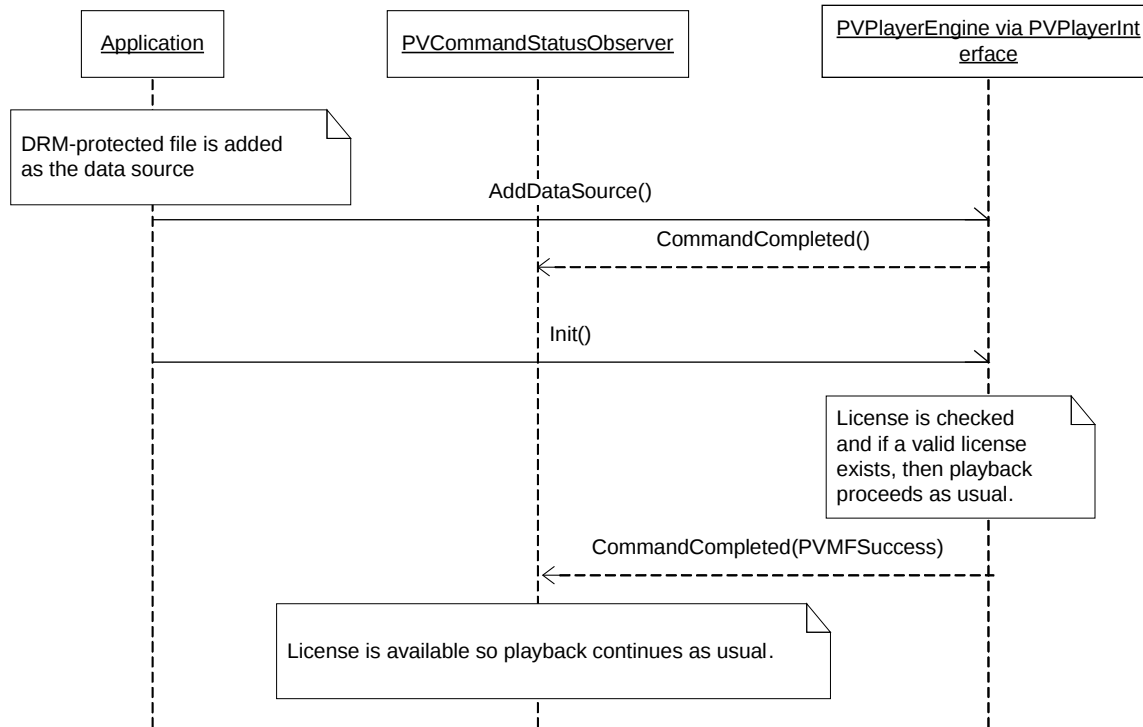 Application
PVCommandStatusObserver
PVPlayerEngine via PVPlayerInt
erface
DRM-protected file is added
as the data source
AddDataSource()
CommandCompleted()
Init()
License is checked
and if a valid license
exists, then playback
proceeds as usual.
CommandCompleted(PVMFSuccess)
License is available so playback continues as usual.